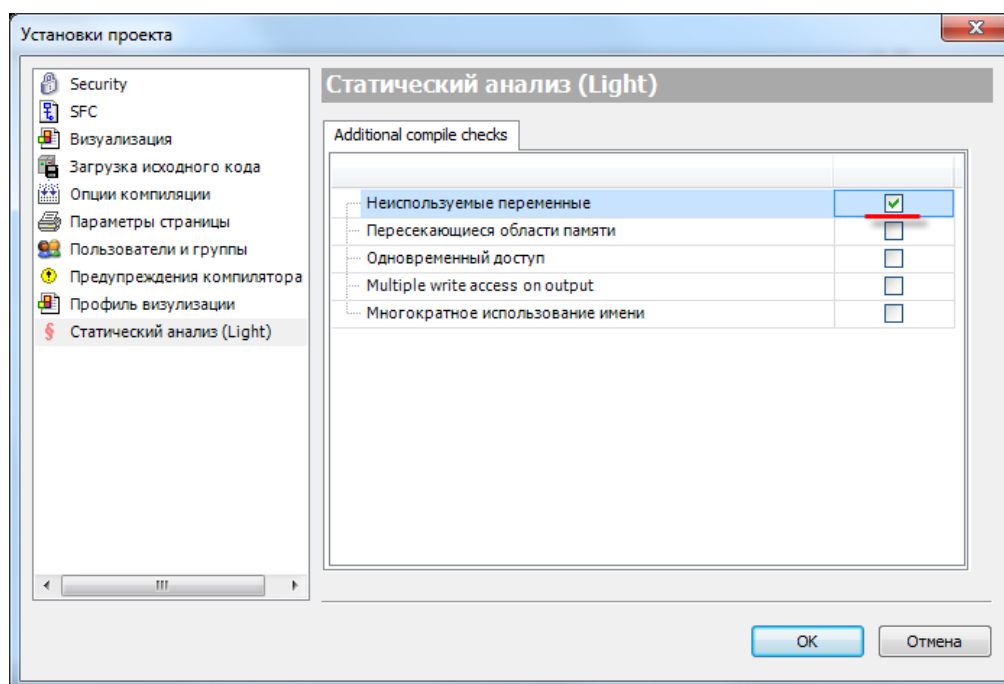 Установки проекта
Security
SFC
Визуализация
Загрузка исходного кода
Опции компиляции
Параметры страницы
Пользователи и группы
Предупреждения компилятора
Профиль визулизации
Статический анализ (Light)
Статический анализ (Light)
Additional compile checks
Неиспользуемые переменные
Пересекающиеся области памяти
Одновременный доступ
Multiple write access on output
Многократное использование имени
OK
Отмена